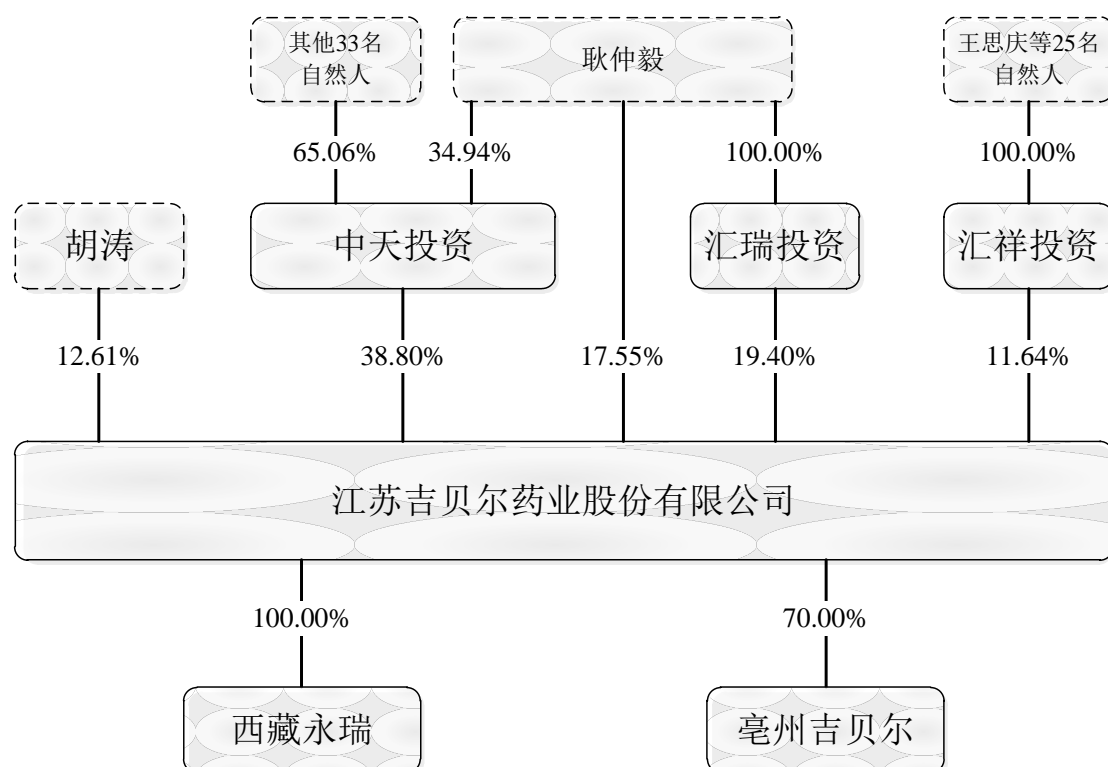 其他33名
自然人
耿仲毅
王思庆等25名
自然人
65.06%
34.94%
100.00%
100.00%
胡涛
中天投资
汇瑞投资
汇祥投资
12.61%
38.80%
17.55%
19.40%
11.64%
江苏吉贝尔药业股份有限公司
100.00%
70.00%
西藏永瑞
亳州吉贝尔